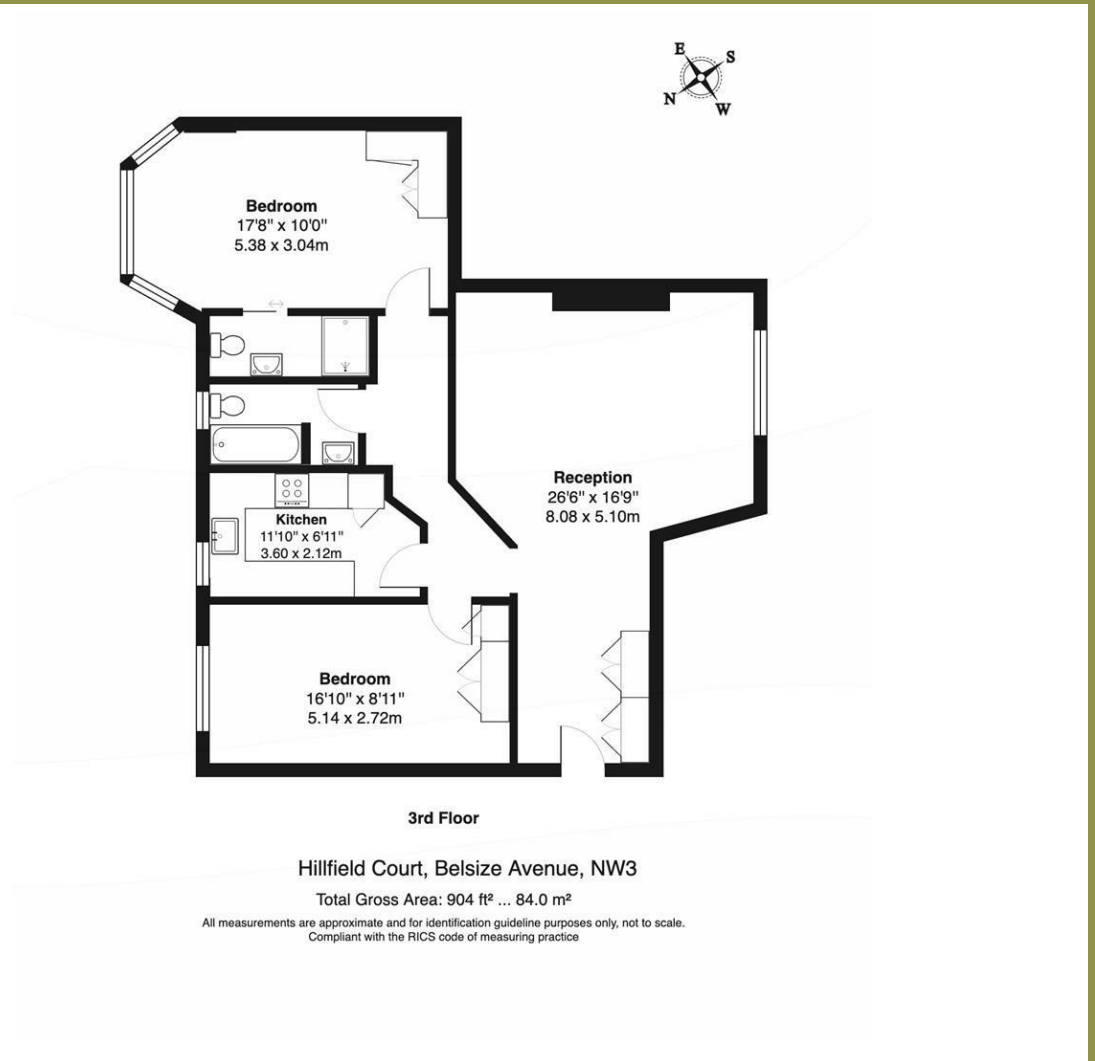 E
S
N
W
Bedroom
17'8" x 10'0"
5.38 x 3.04m
Reception
26'6" x 16'9"
8.08 x 5.10m
Kitchen
11'10" x 6'11"
3.60 x 2.12m
Bedroom
16'10" x 8'11"
5.14 x 2.72m
3rd Floor
Hillfield Court, Belsize Avenue, NW3
Total Gross Area: 904 ft² ... 84.0 m²
All measurements are approximate and for identification guideline purposes only, not to scale.
Compliant with the RICS code of measuring practice